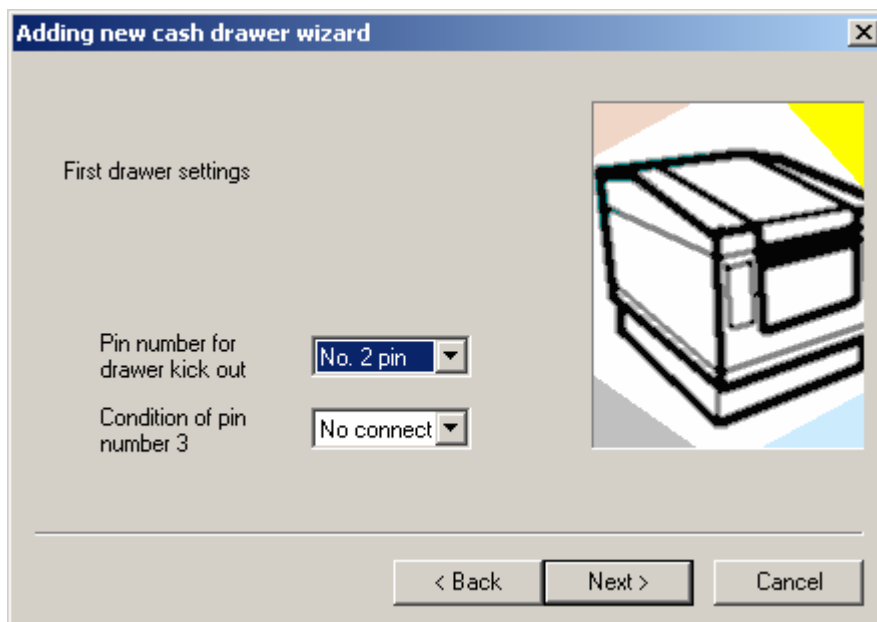 Adding new cash drawer wizard
First drawer settings
Pin number for
drawer kick out
No. 2 pin
Condition of pin
number 3
No connect
< Back
Next >
Cancel